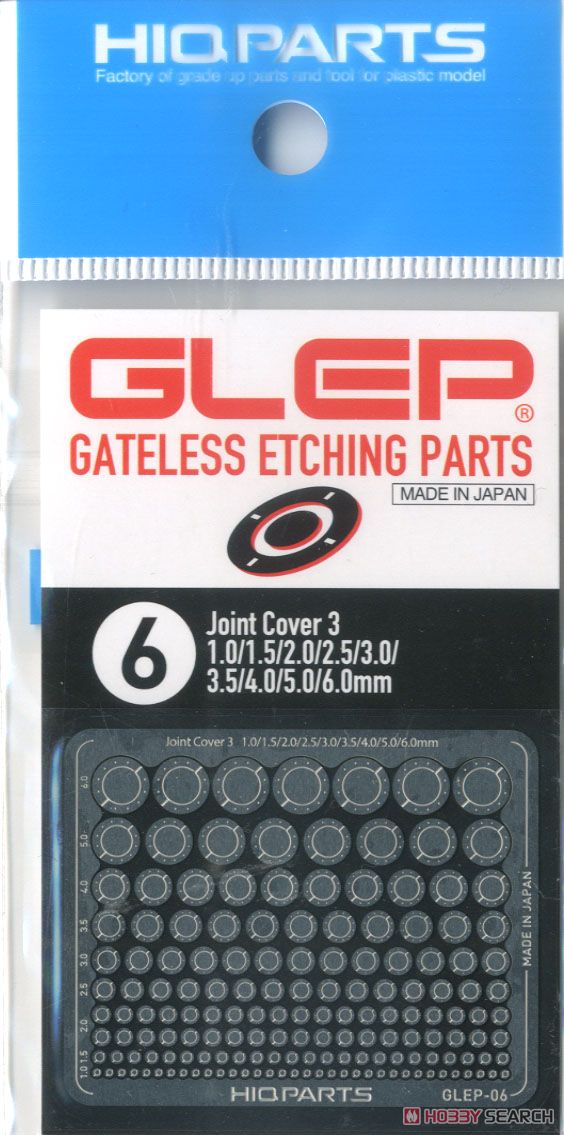 HIQPARTS
Factory of grade up parts and tool for plastic model
GLEP®
GATELESS ETCHING PARTS
MADE IN JAPAN
6
Joint Cover 3
1.0/1.5/2.0/2.5/3.0/
3.5/4.0/5.0/6.0mm
Joint Cover 3 1.0/1.5/2.0/2.5/3.0/3.5/4.0/5.0/6.0mm
6.0
5.0
4.0
3.5
3.0
2.5
2.0
1.5
1.0
MADE IN JAPAN
HIQPARTS
GLEP-06
HOBBY SEARCH